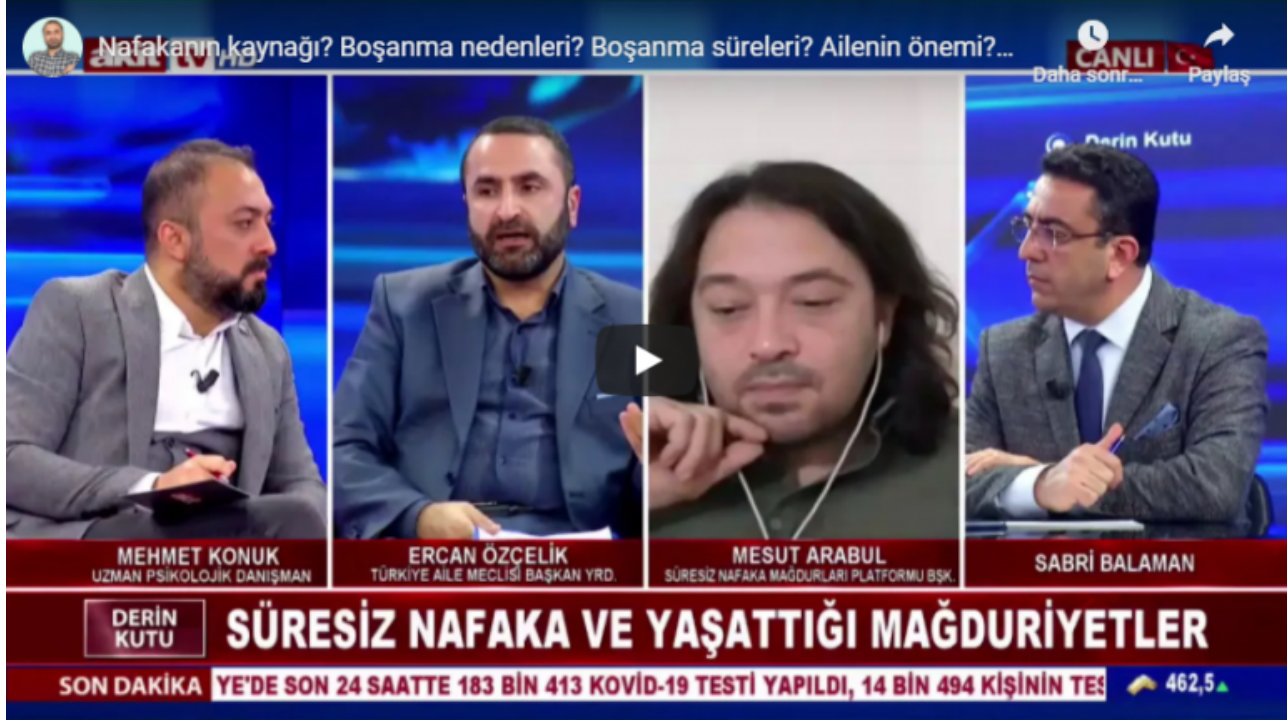 Nafakanın kaynağı? Boşanma nedenleri? Boşanma süreleri? Ailenin önemi?...
akit tv HD
CANLI
Daha sonr...
Paylaş
Derin Kutu
MEHMET KONUK
UZMAN PSİKOLOJİK DANIŞMAN
ERCAN ÖZÇELİK
TÜRKİYE AİLE MECLİSİ BAŞKAN YRD.
MESUT ARABUL
SÜRESİZ NAFAKA MAĞDURLARI PLATFORMU BŞK.
SABRİ BALAMAN
DERİN
KUTU
SÜRESİZ NAFAKA VE YAŞATTIĞI MAĞDURİYETLER
SON DAKİKA
YE'DE SON 24 SAATTE 183 BİN 413 KOVİD-19 TESTİ YAPILDI, 14 BİN 494 KİŞİNİN TES
462,5